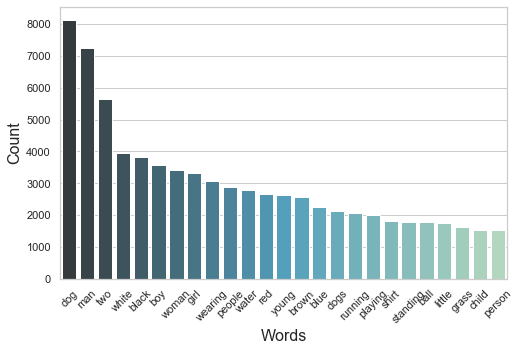 8000
7000
6000
5000
4000
3000
2000
1000
0
Count
dog
man
two
white
black
boy
woman
girl
wearing
people
water
red
young
brown
blue
dogs
running
playing
shirt
standing
ball
little
grass
child
person
Words